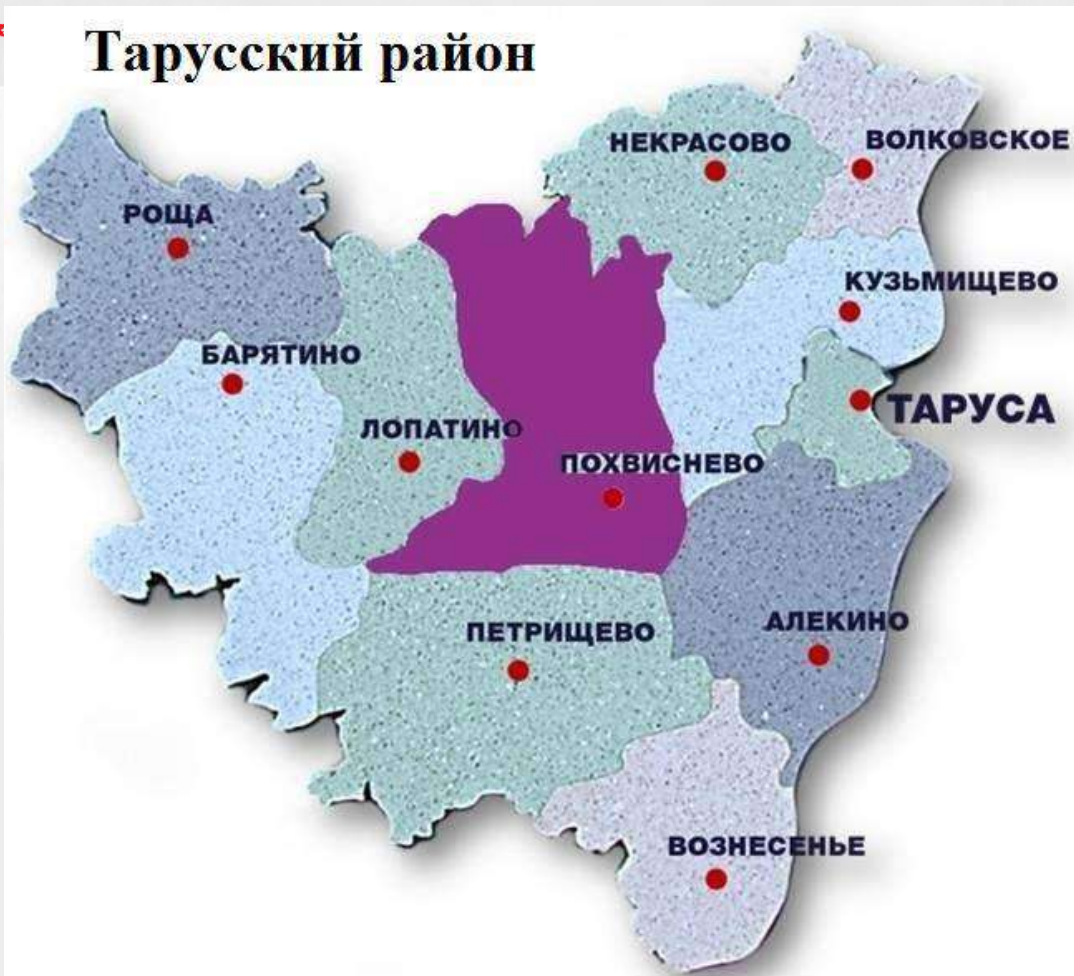 Тарусский район
НЕКРАСОВО
ВОЛКОВСКОЕ
РОЩА
КУЗЬМИЩЕВО
БАРЯТИНО
ТАРУСА
ЛОПАТИНО
ПОХВИСНЕВО
АЛЕКИНО
ПЕТРИЩЕВО
ВОЗНЕСЕНЬЕ